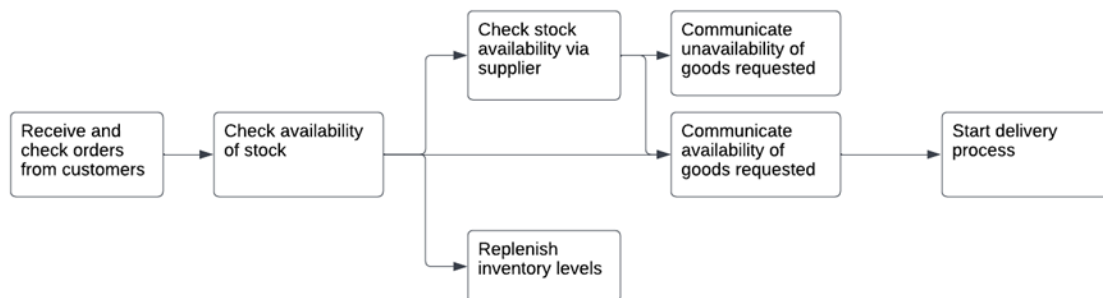 Receive and
check orders
from customers
Check availability
of stock
Check stock
availability via
supplier
Communicate
unavailability of
goods requested
Communicate
availability of
goods requested
Start delivery
process
Replenish
inventory levels